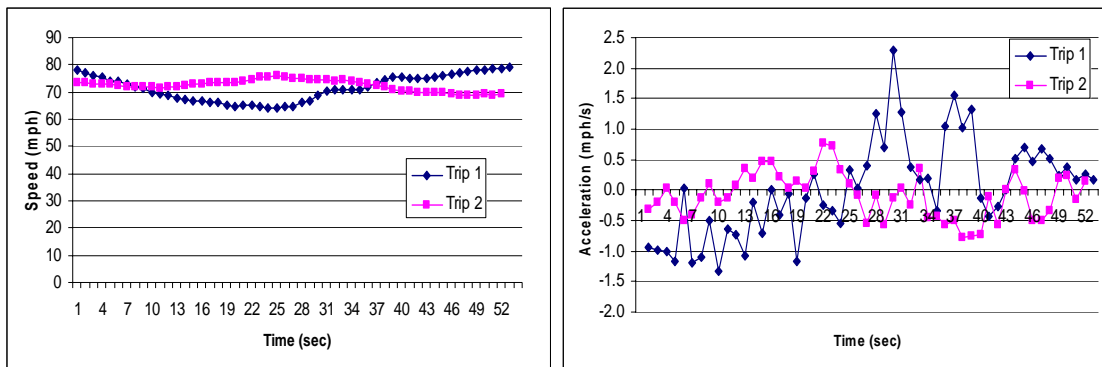 90
80
70
60
50
40
30
20
10
0
Speed (mph)
Trip 1
Trip 2
1 4 7 10 13 16 19 22 25 28 31 34 37 40 43 46 49 52
Time (sec)
2.5
2.0
1.5
1.0
0.5
0.0
-0.5
-1.0
-1.5
-2.0
Acceleration (mph/s)
Trip 1
Trip 2
1 4 7 10 13 16 19 22 25 28 31 34 37 40 43 46 49 52
Time (sec)